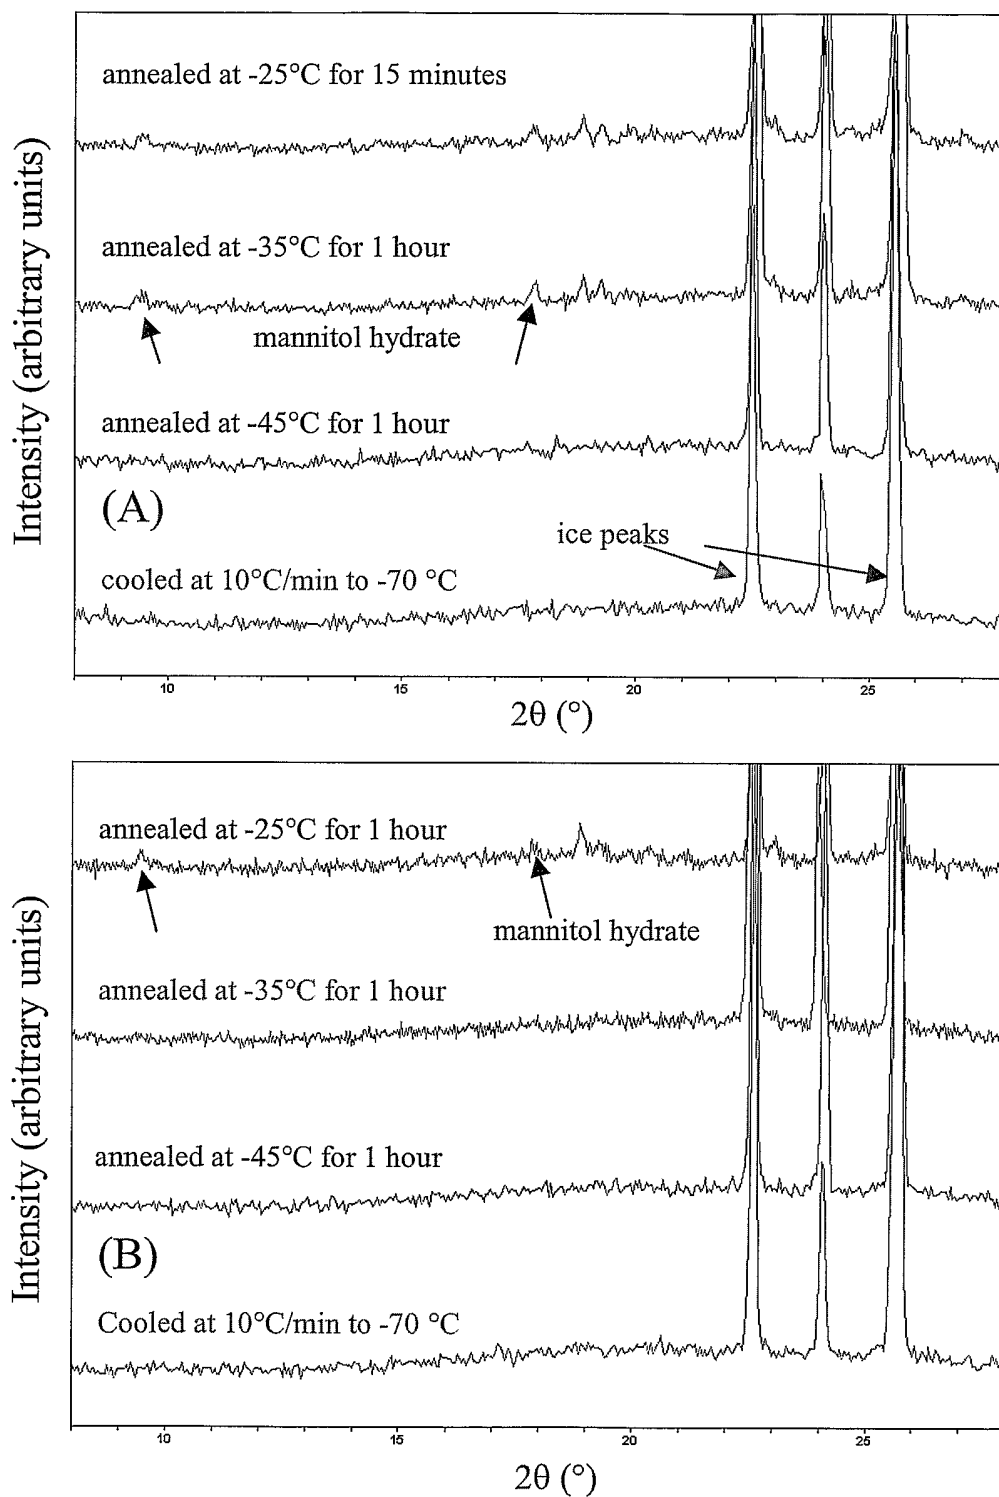 annealed at -25°C for 15 minutes
annealed at -35°C for 1 hour
mannitol hydrate
annealed at -45°C for 1 hour
(A)
ice peaks
cooled at 10°C/min to -70 °C
Intensity (arbitrary units)
10 15 20 25
2θ (°)
annealed at -25°C for 1 hour
mannitol hydrate
annealed at -35°C for 1 hour
annealed at -45°C for 1 hour
(B)
Cooled at 10°C/min to -70 °C
Intensity (arbitrary units)
10 15 20 25
2θ (°)